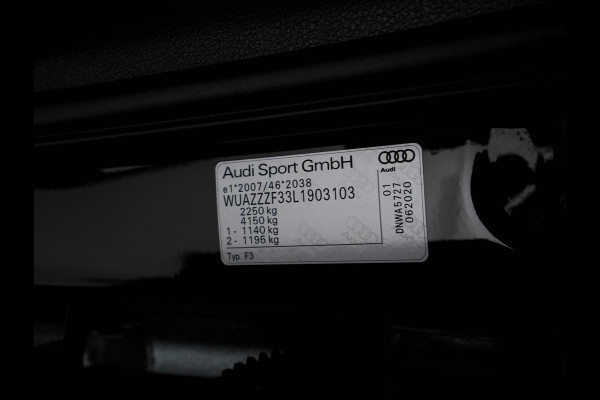 Audi Sport GmbH
Audi
e1*2007/46*2038
WUAZZZF33L1903103
2250 kg
4150 kg
1 - 1140 kg
2 - 1195 kg
Typ F3
01
DNWA5727
062020